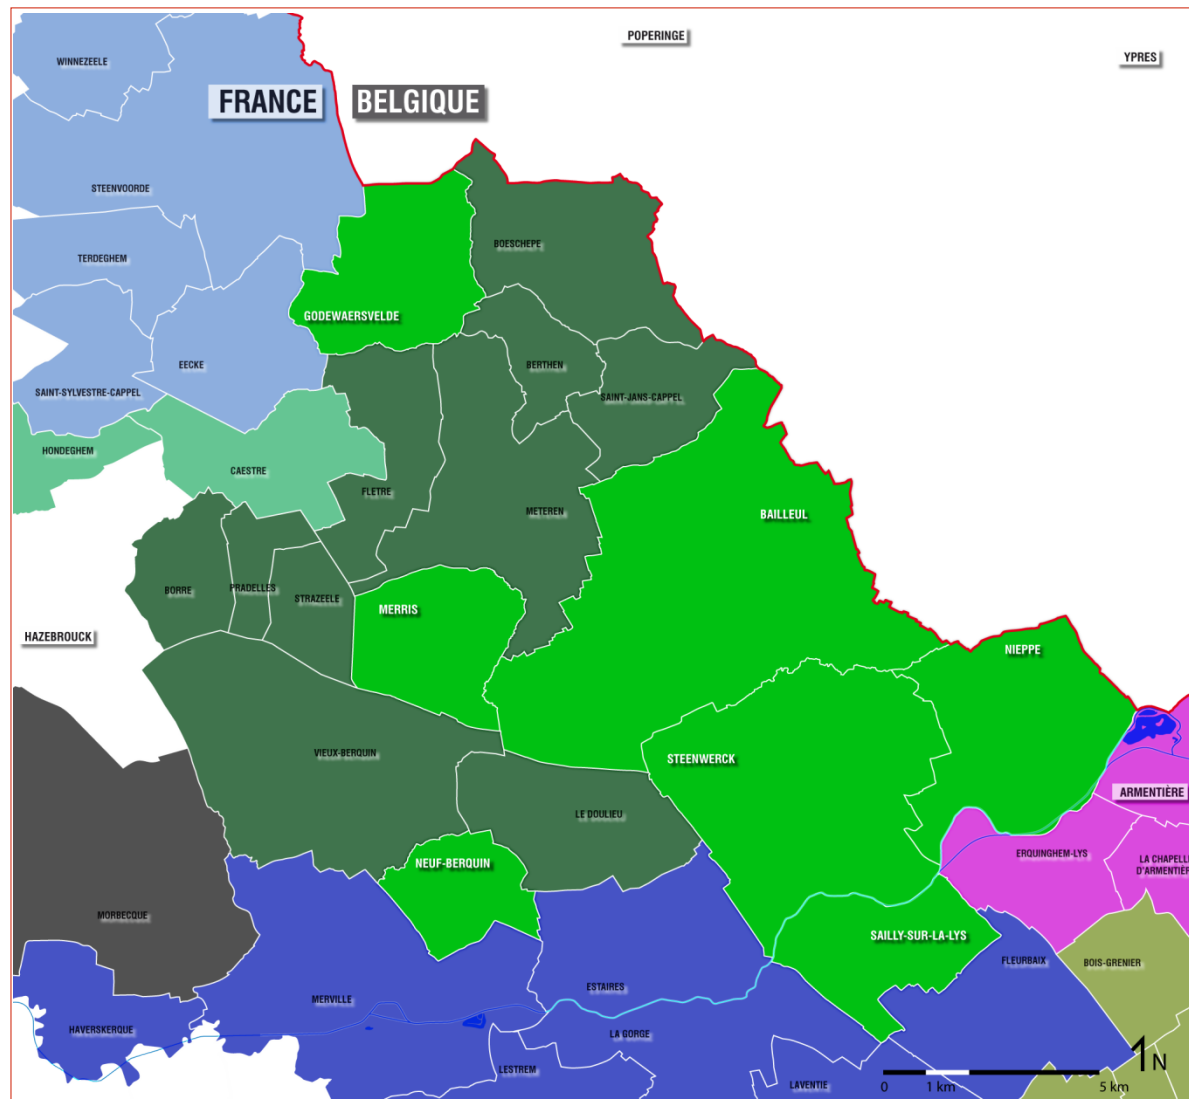 POPERINGE
YPRES
WINNEZEELE
FRANCE
BELGIQUE
STEENVOORDE
BOESCHEPE
TERDEGHEM
GODEWAERSVELDE
EECKE
BERTHEN
SAINT-SYLVESTRE-CAPPEL
SAINT-JANS-CAPPEL
HONDEGHEM
CAESTRE
FLETRE
METEREN
BAILLEUL
BORRE
PRADELLES
STRAZEELE
MERRIS
HAZEBROUCK
NIEPPE
VIEUX-BERQUIN
STEENWERCK
ARMENTIÈRE
LE DOULIEU
ERQUINGHEM-LYS
NEUF-BERQUIN
LA CHAPELLE
D'ARMENTIÈR
MORBECQUE
SAILLY-SUR-LA-LYS
FLEURBAIX
BOIS-GRENIER
ESTAIRES
MERVILLE
HAVERSKERQUE
LA GORGE
LESTREM
LAVENTIE
N
0 1 km 5 km